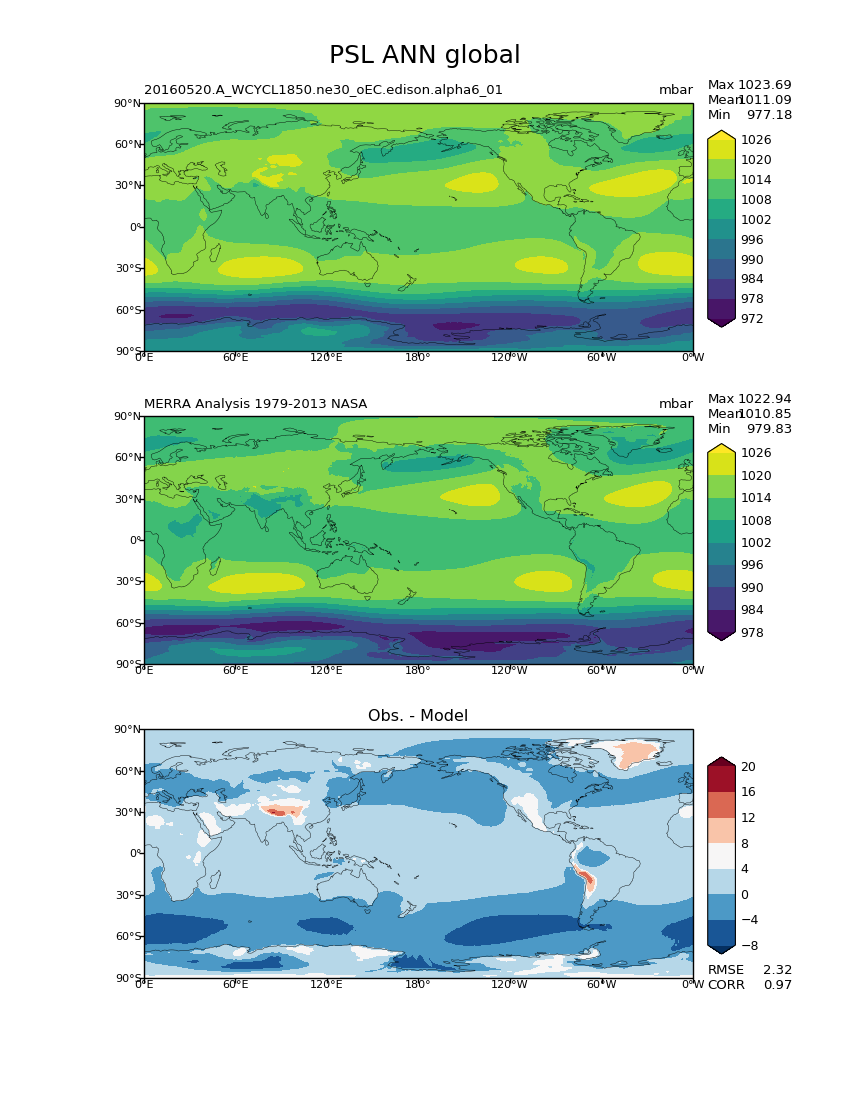 PSL ANN global
20160520.A_WCYCL1850.ne30_oEC.edison.alpha6_01 mbar
Max 1023.69
Mean 1011.09
Min 977.18
90°N
60°N
30°N
0°
30°S
60°S
90°S
0°E 60°E 120°E 180° 120°W 60°W 0°W
1026
1020
1014
1008
1002
996
990
984
978
972
MERRA Analysis 1979-2013 NASA mbar
Max 1022.94
Mean 1010.85
Min 979.83
90°N
60°N
30°N
0°
30°S
60°S
90°S
0°E 60°E 120°E 180° 120°W 60°W 0°W
1026
1020
1014
1008
1002
996
990
984
978
Obs. - Model
90°N
60°N
30°N
0°
30°S
60°S
90°S
0°E 60°E 120°E 180° 120°W 60°W 0°W
20
16
12
8
4
0
−4
−8
RMSE 2.32
CORR 0.97